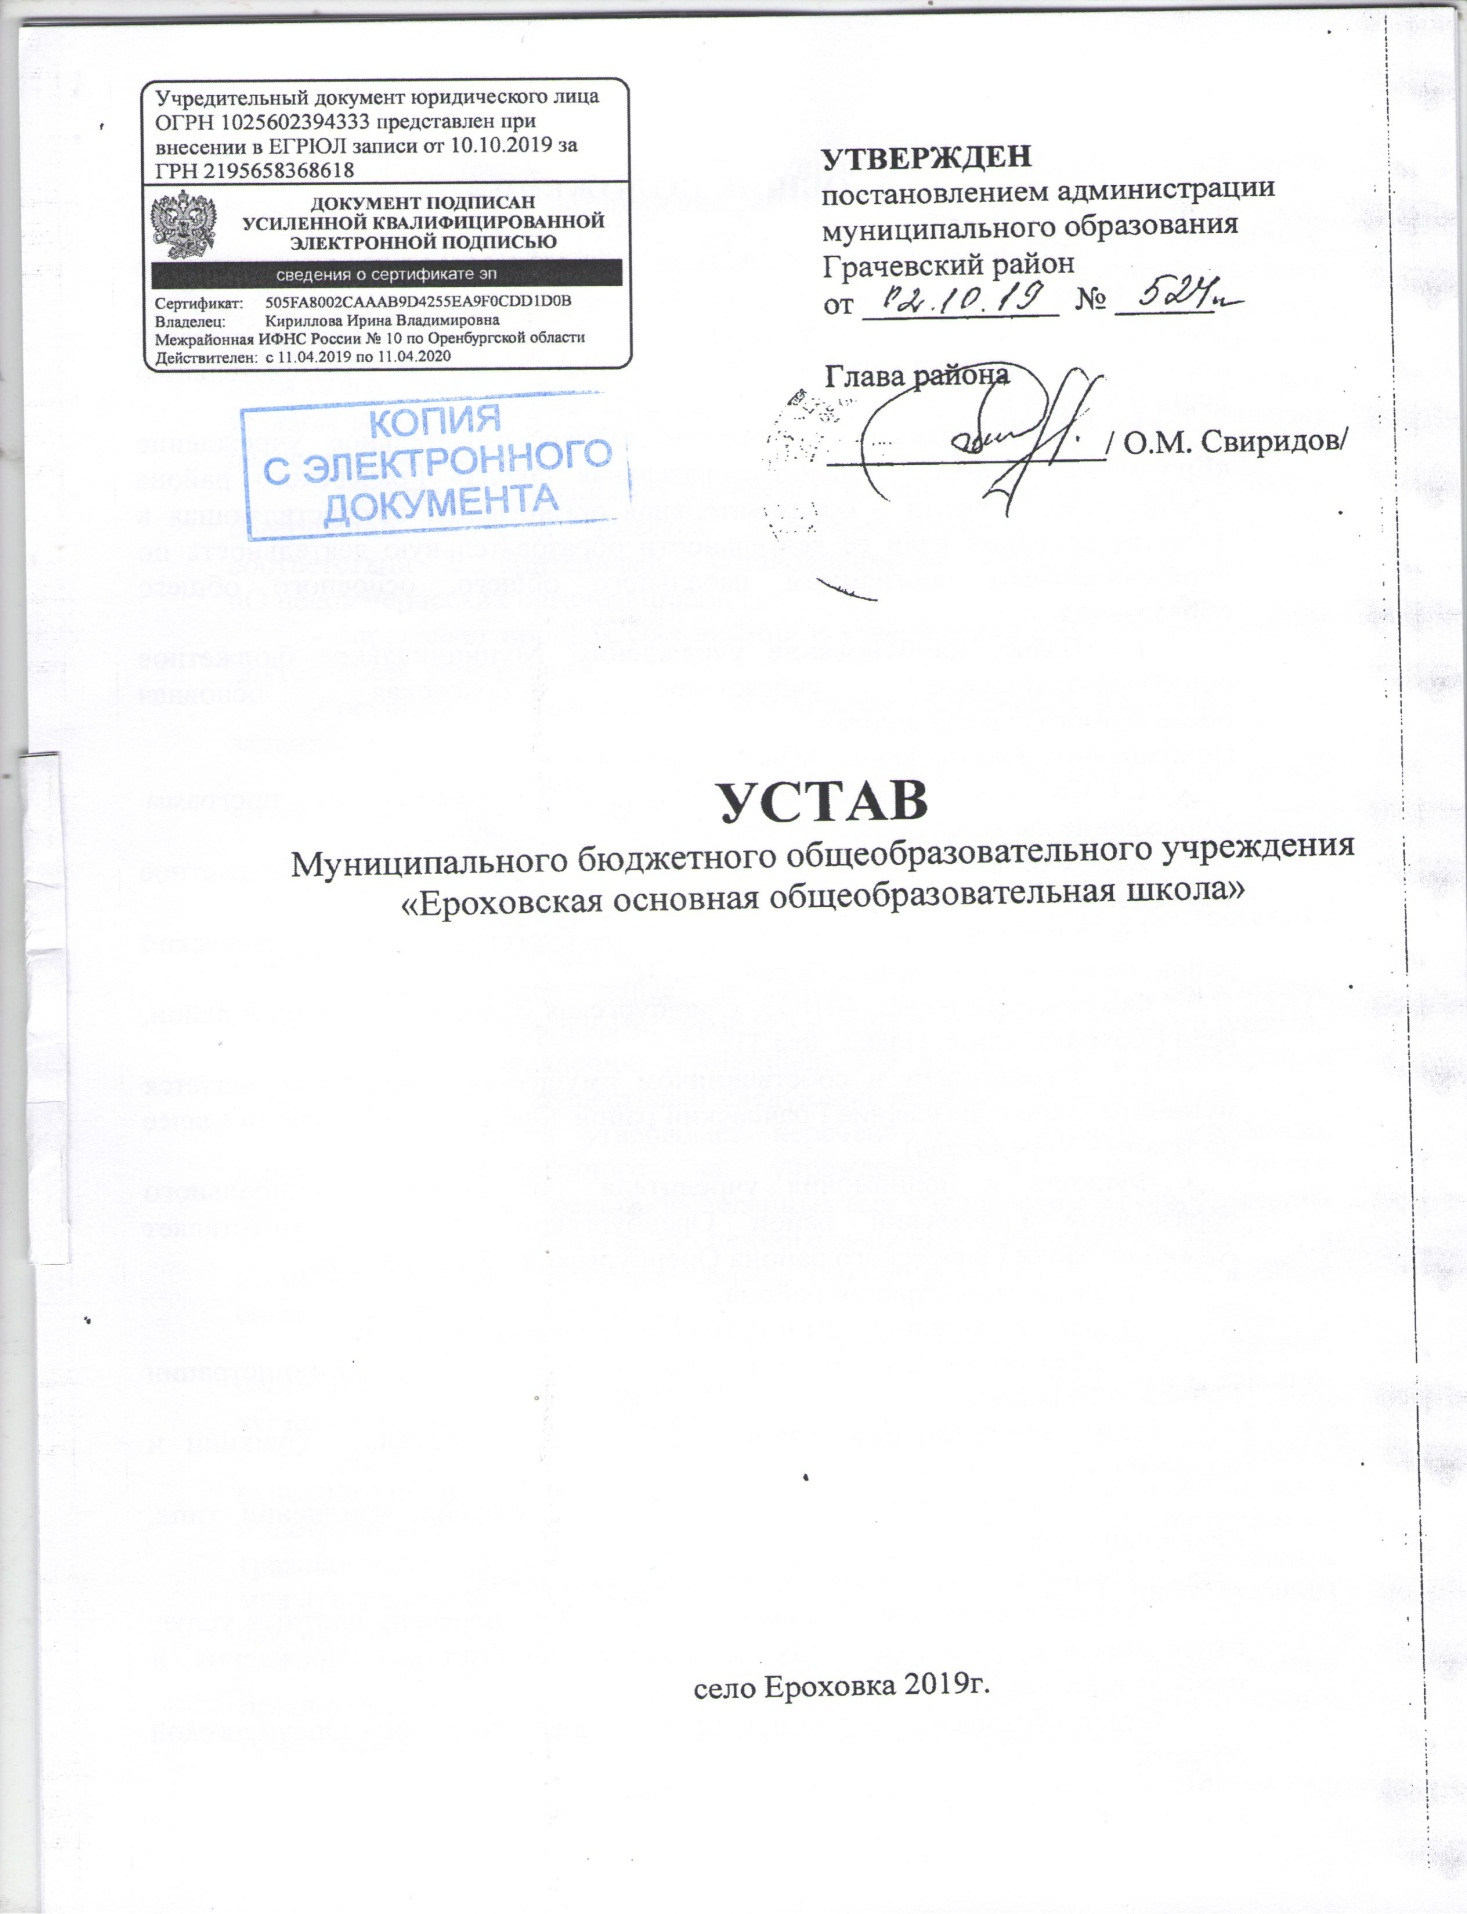 Учредительный документ юридического лица
ОГРН 1025602394333 представлен при
внесении в ЕГРЮЛ записи от 10.10.2019 за
ГРН 2195658368618
ДОКУМЕНТ ПОДПИСАН
УСИЛЕННОЙ КВАЛИФИЦИРОВАННОЙ
ЭЛЕКТРОННОЙ ПОДПИСЬЮ
сведения о сертификате эп
Сертификат: 505FA8002CAAAB9D4255EA9F0CDD1D0B
Владелец: Кириллова Ирина Владимировна
Межрайонная ИФНС России № 10 по Оренбургской области
Действителен: с 11.04.2019 по 11.04.2020
КОПИЯ
С ЭЛЕКТРОННОГО
ДОКУМЕНТА
УТВЕРЖДЕН
постановлением администрации
муниципального образования
Грачевский район
от 02.10.19 № 524п
Глава района
/ О.М. Свиридов/
УСТАВ
Муниципального бюджетного общеобразовательного учреждения
«Ероховская основная общеобразовательная школа»
село Ероховка 2019г.